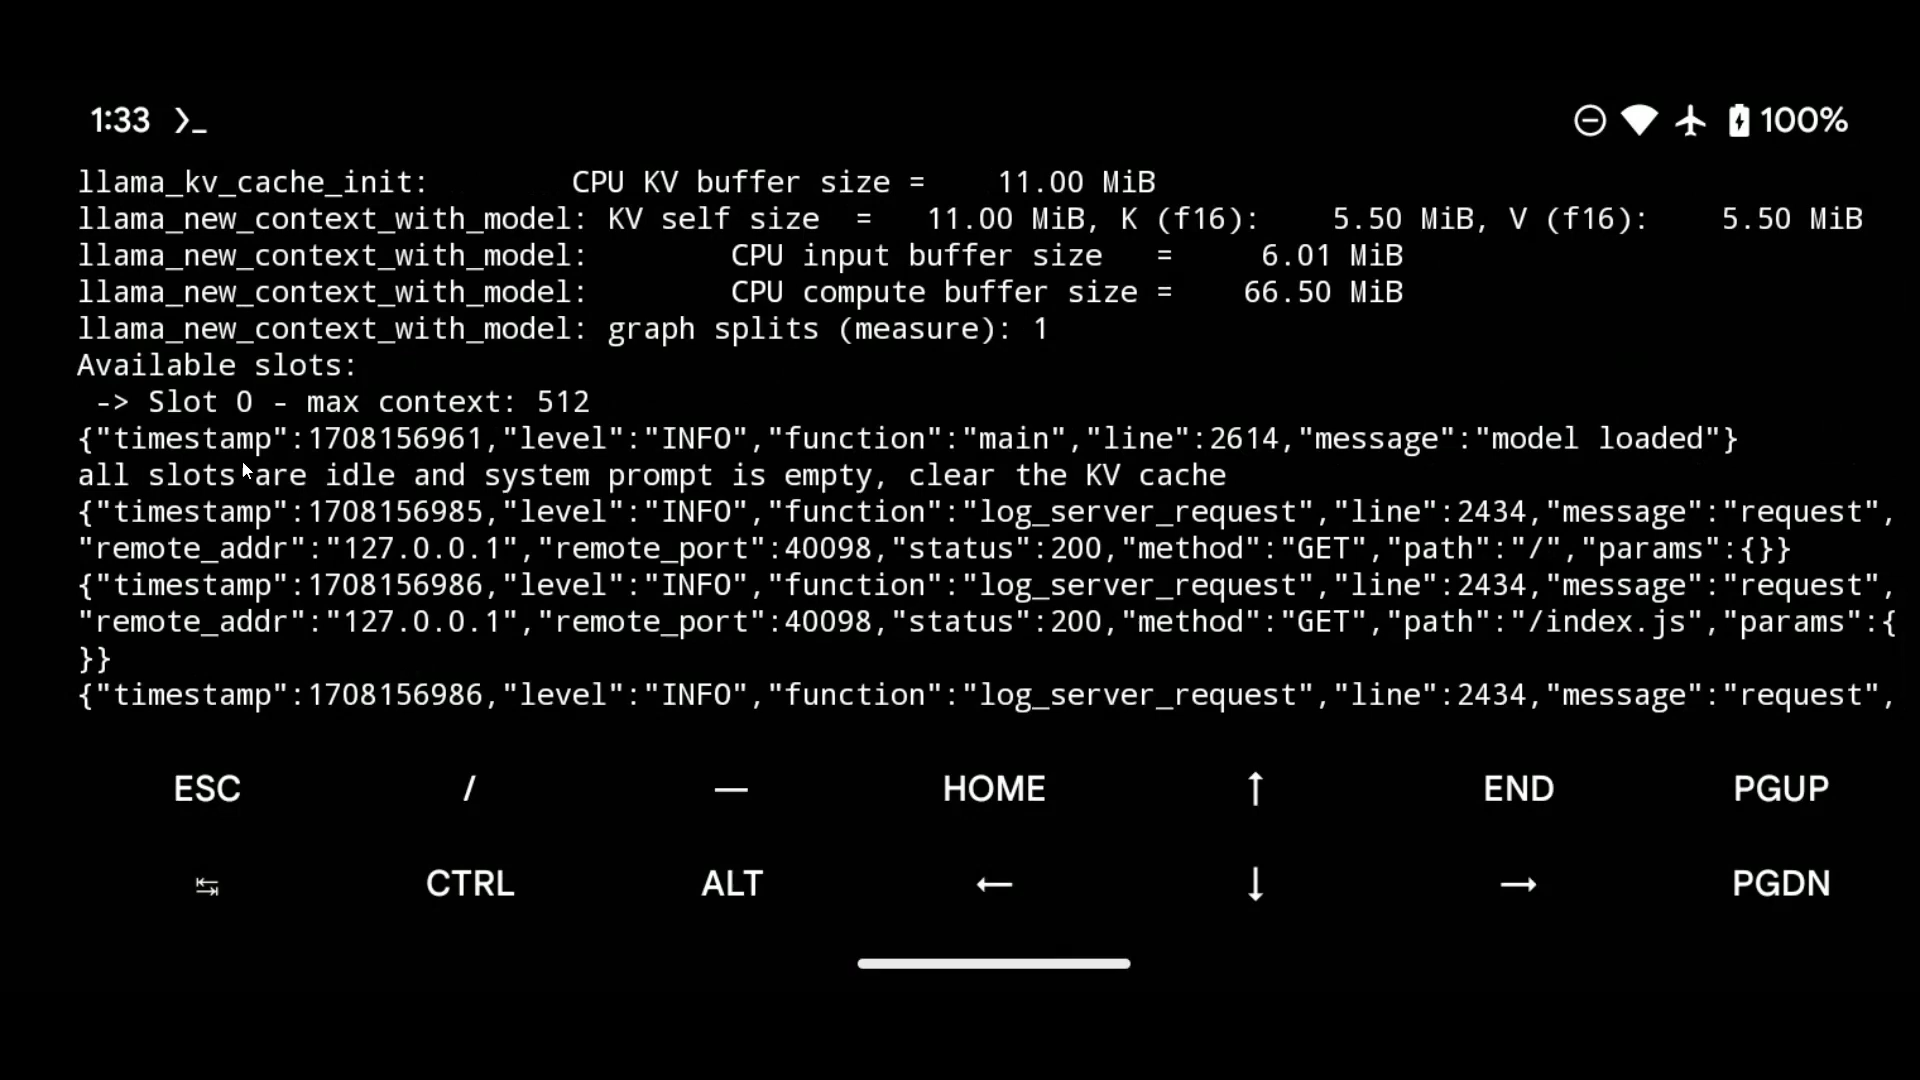 1:33 ❯_ 100%
llama_kv_cache_init:        CPU KV buffer size =    11.00 MiB
llama_new_context_with_model: KV self size  =   11.00 MiB, K (f16):    5.50 MiB, V (f16):    5.50 MiB
llama_new_context_with_model:        CPU input buffer size   =     6.01 MiB
llama_new_context_with_model:        CPU compute buffer size =    66.50 MiB
llama_new_context_with_model: graph splits (measure): 1
Available slots:
 -> Slot 0 - max context: 512
{"timestamp":1708156961,"level":"INFO","function":"main","line":2614,"message":"model loaded"}
all slots are idle and system prompt is empty, clear the KV cache
{"timestamp":1708156985,"level":"INFO","function":"log_server_request","line":2434,"message":"request",
"remote_addr":"127.0.0.1","remote_port":40098,"status":200,"method":"GET","path":"/","params":{}}
{"timestamp":1708156986,"level":"INFO","function":"log_server_request","line":2434,"message":"request",
"remote_addr":"127.0.0.1","remote_port":40098,"status":200,"method":"GET","path":"/index.js","params":{
}}
{"timestamp":1708156986,"level":"INFO","function":"log_server_request","line":2434,"message":"request",
ESC / — HOME ↑ END PGUP
↹ CTRL ALT ← ↓ → PGDN